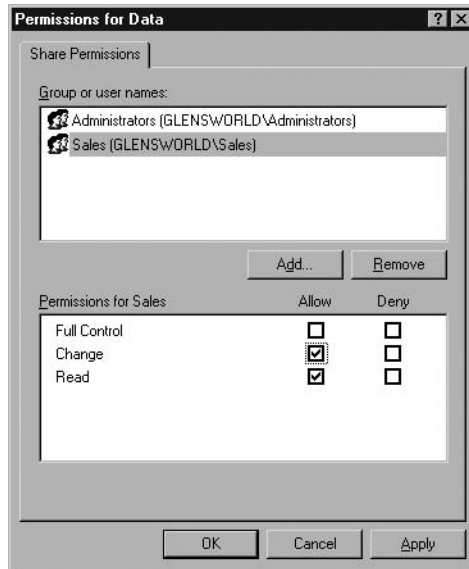 Permissions for Data
Share Permissions
Group or user names:
Administrators (GLENSWORLD\Administrators)
Sales (GLENSWORLD\Sales)
Add... Remove
Permissions for Sales Allow Deny
Full Control
Change
Read
OK Cancel Apply